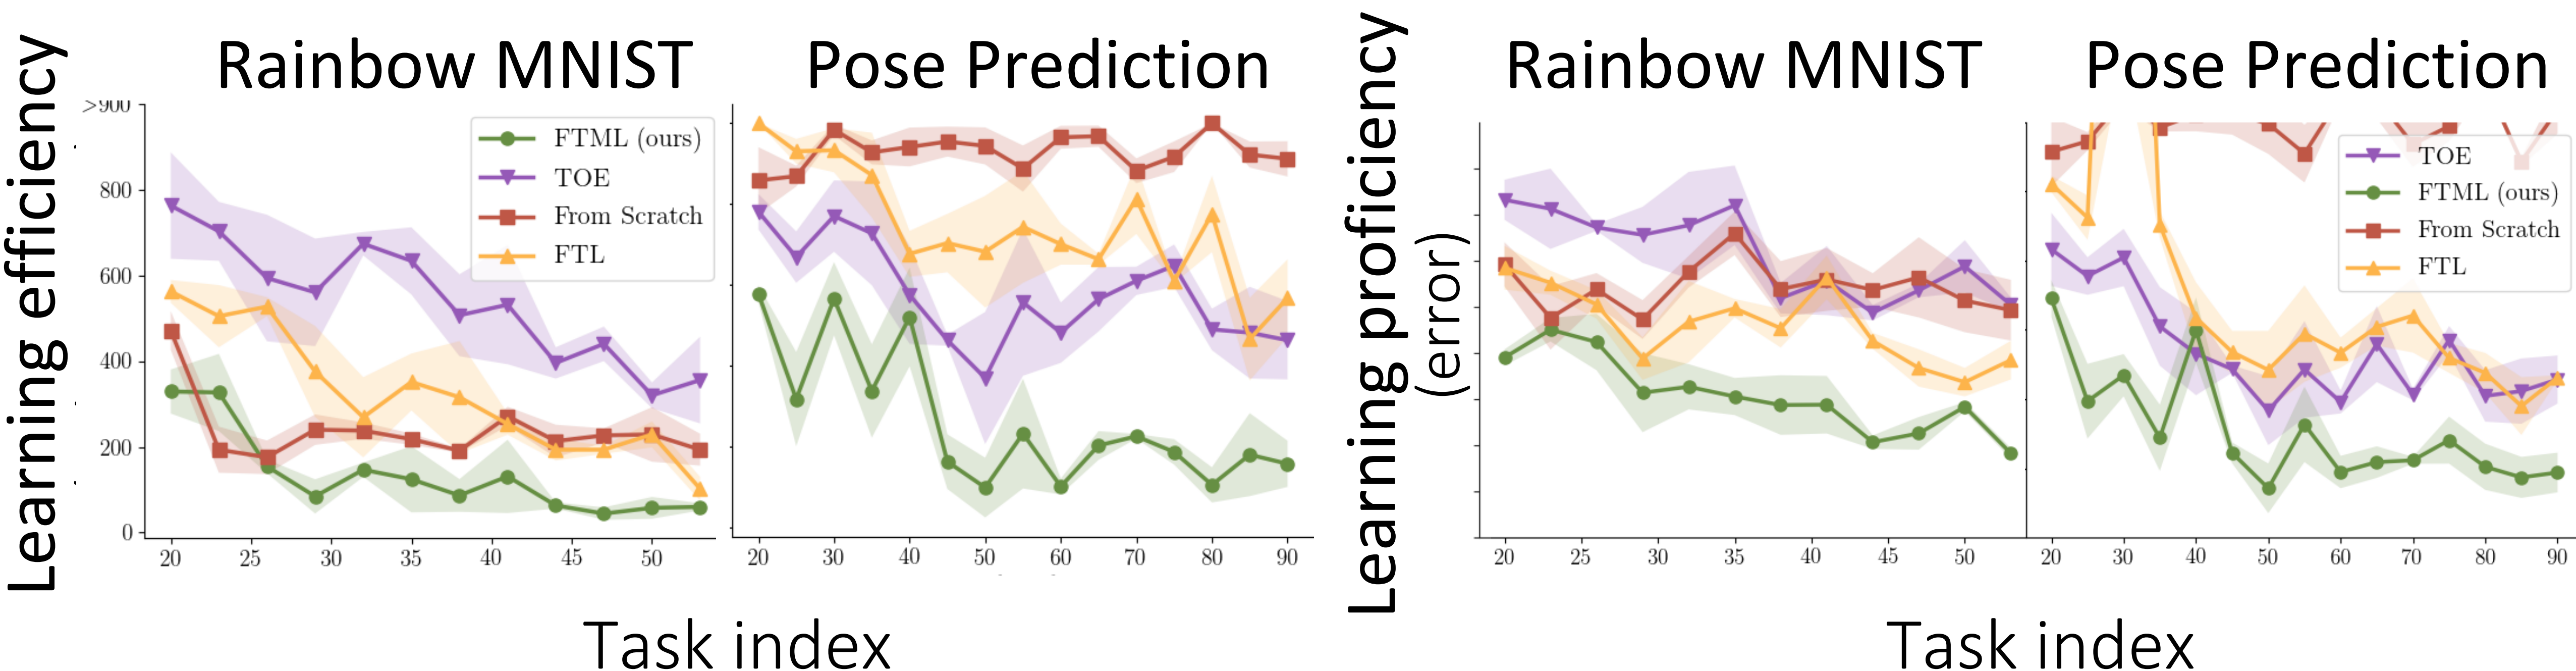 Rainbow MNIST
Pose Prediction
Rainbow MNIST
Pose Prediction
Learning efficiency
>900
800
600
400
200
0
FTML (ours)
TOE
From Scratch
FTL
20 25 30 35 40 45 50
20 30 40 50 60 70 80 90
Task index
Learning proficiency
(error)
TOE
FTML (ours)
From Scratch
FTL
20 25 30 35 40 45 50
20 30 40 50 60 70 80 90
Task index